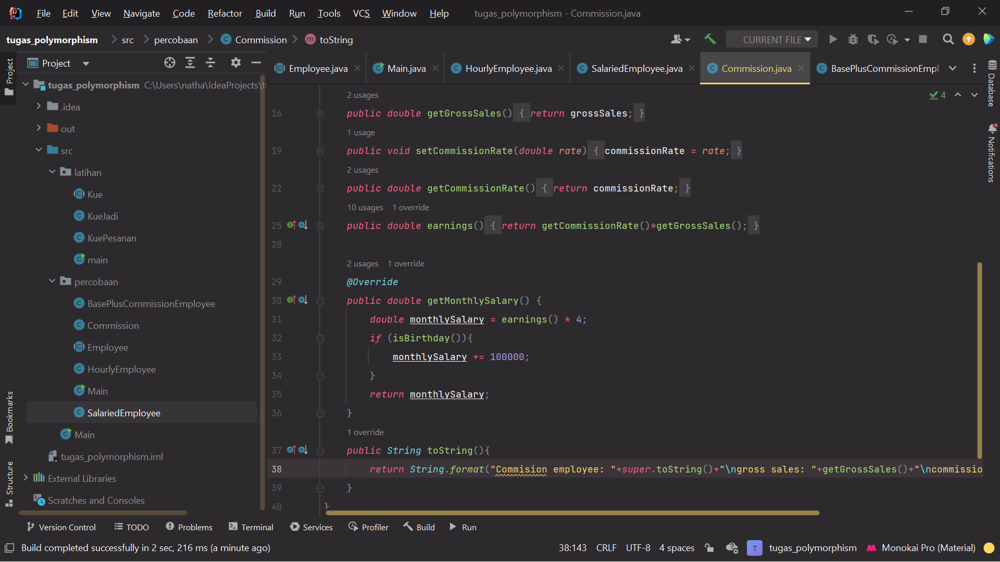 File Edit View Navigate Code Refactor Build Run Tools VCS Window Help tugas_polymorphism - Commission.java
tugas_polymorphism src percobaan Commission toString CURRENT FILE
Project
Project
Employee.java Main.java HourlyEmployee.java SalariedEmployee.java Commission.java BasePlusCommissionEmpl
tugas_polymorphism C:\Users\natha\IdeaProjects\tu
.idea
out
src
latihan
Kue
KueJadi
KuePesanan
main
percobaan
BasePlusCommissionEmployee
Commission
Employee
HourlyEmployee
Main
SalariedEmployee
Main
tugas_polymorphism.iml
External Libraries
Scratches and Consoles
Bookmarks
Structure
2 usages
4
16 public double getGrossSales() { return grossSales; }
1 usage
19 public void setCommissionRate(double rate) { commissionRate = rate; }
2 usages
22 public double getCommissionRate() { return commissionRate; }
10 usages 1 override
25 public double earnings() { return getCommissionRate()*getGrossSales(); }
28
2 usages 1 override
29 @Override
30 public double getMonthlySalary() {
31 double monthlySalary = earnings() * 4;
32 if (isBirthday()){
33 monthlySalary += 100000;
34 }
35 return monthlySalary;
36 }
1 override
37 public String toString(){
38 return String.format("Commision employee: "+super.toString()+"\ngross sales: "+getGrossSales()+"\ncommissio
39 }
40 }
Database
Notifications
Version Control TODO Problems Terminal Services Profiler Build Run
Build completed successfully in 2 sec, 216 ms (a minute ago) 38:143 CRLF UTF-8 4 spaces T tugas_polymorphism Monokai Pro (Material)